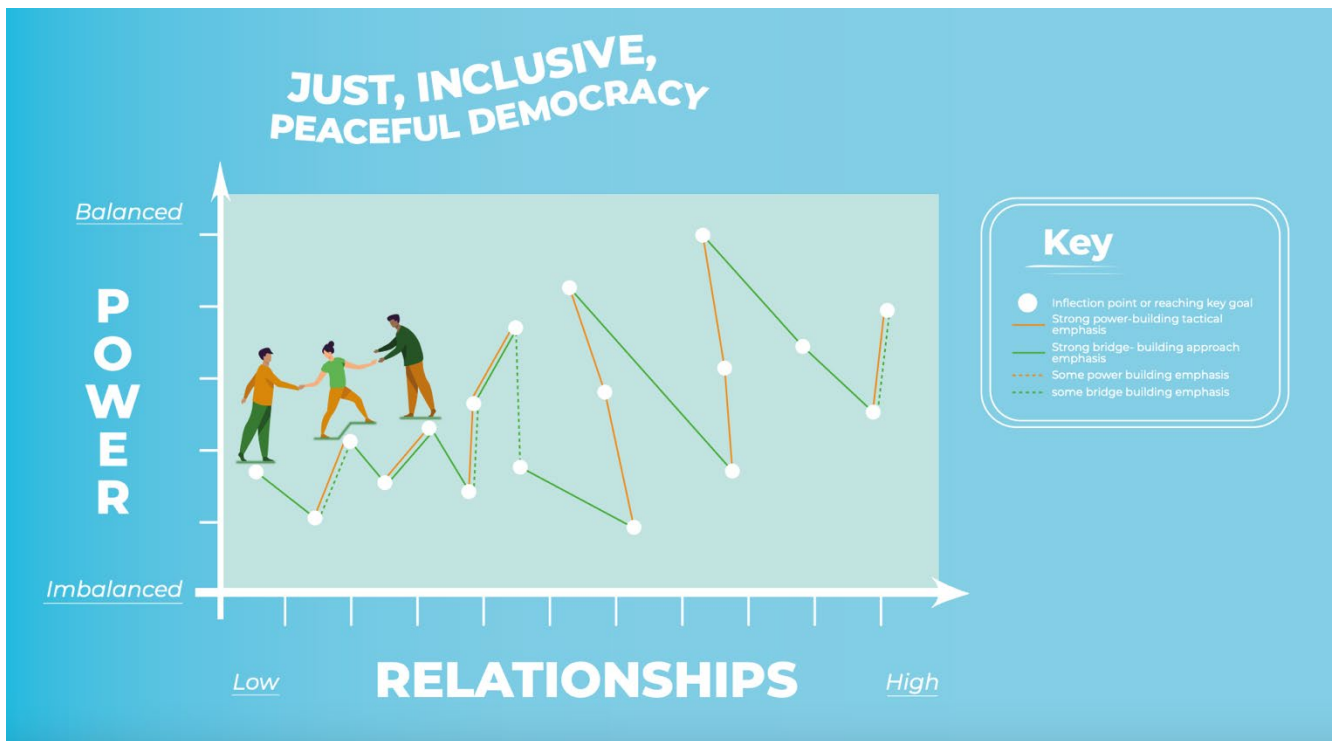 JUST, INCLUSIVE,
PEACEFUL DEMOCRACY
Balanced
POWER
Imbalanced
Low
RELATIONSHIPS
High
Key
Inflection point or reaching key goal
Strong power-building tactical
emphasis
Strong bridge- building approach
emphasis
Some power building emphasis
some bridge building emphasis